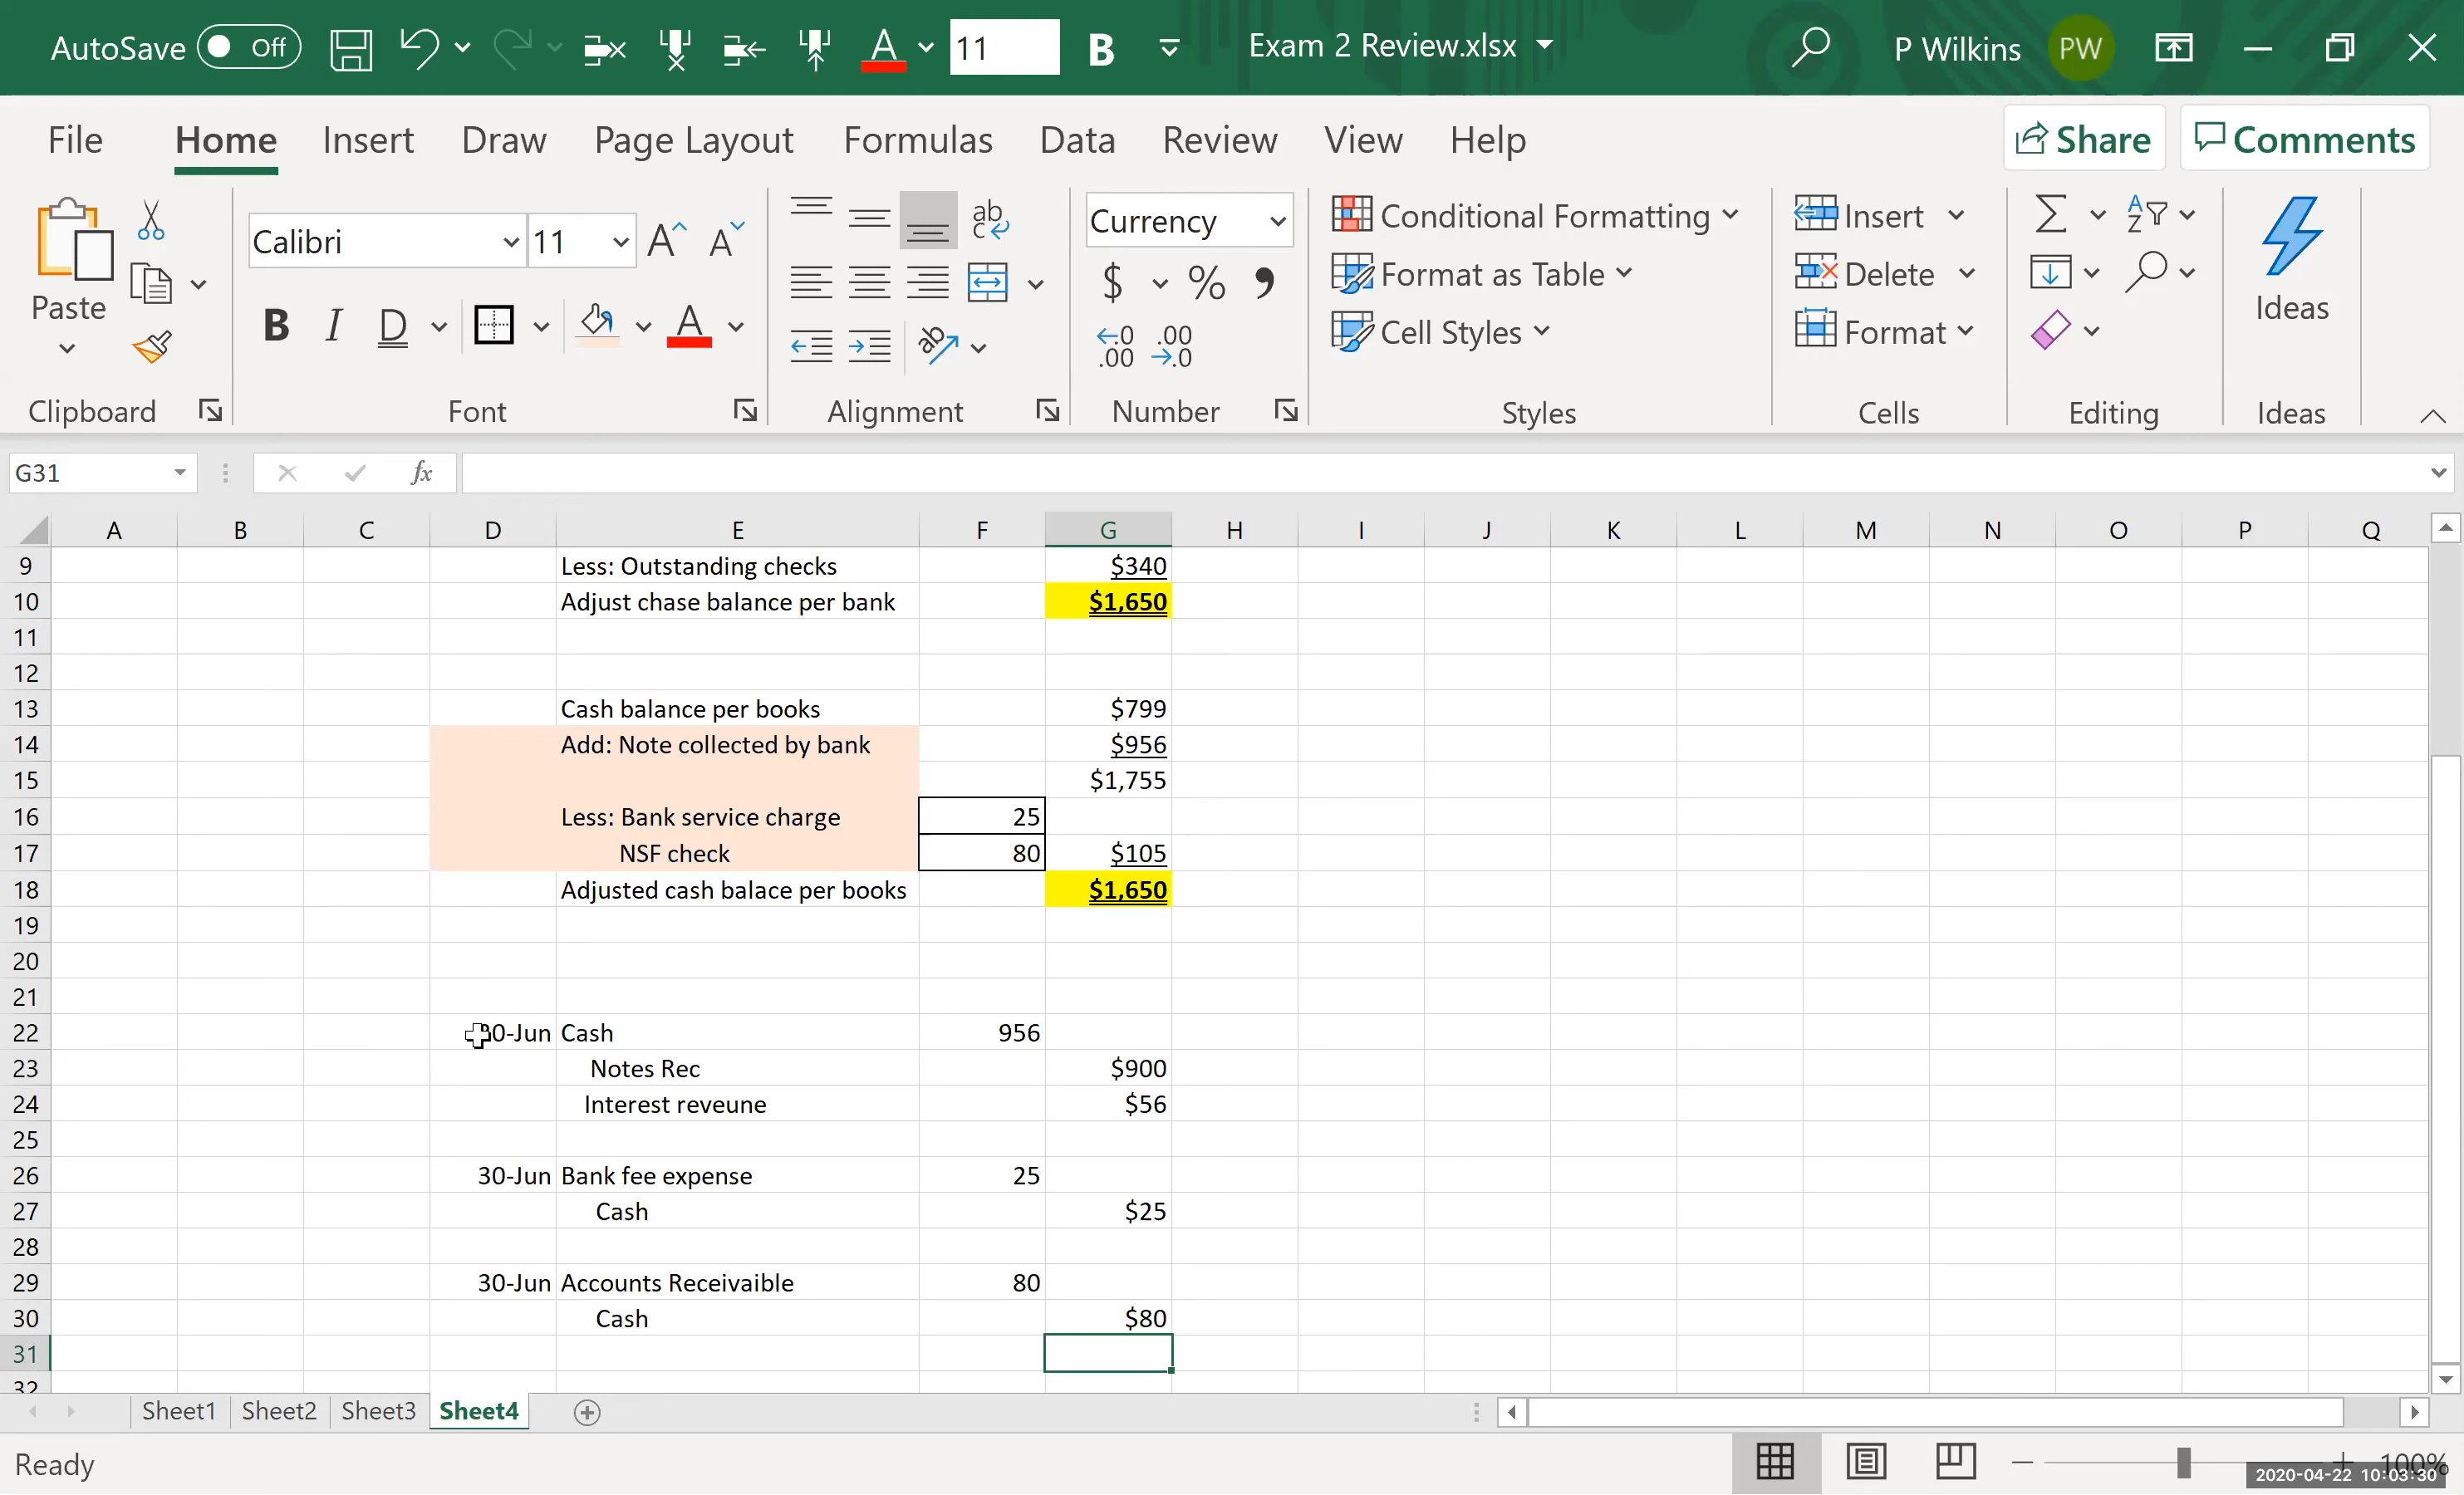 AutoSave Off 11 B Exam 2 Review.xlsx P Wilkins PW
File Home Insert Draw Page Layout Formulas Data Review View Help Share Comments
Paste Calibri 11 Currency Conditional Formatting Insert
Format as Table Delete
Cell Styles Format Ideas
Clipboard Font Alignment Number Styles Cells Editing Ideas
G31 fx
A B C D E F G H I J K L M N O P Q
9 Less: Outstanding checks $340
10 Adjust chase balance per bank $1,650
11
12
13 Cash balance per books $799
14 Add: Note collected by bank $956
15 $1,755
16 Less: Bank service charge 25
17 NSF check 80 $105
18 Adjusted cash balace per books $1,650
19
20
21
22 0-Jun Cash 956
23 Notes Rec $900
24 Interest reveune $56
25
26 30-Jun Bank fee expense 25
27 Cash $25
28
29 30-Jun Accounts Receivaible 80
30 Cash $80
31
32
Sheet1 Sheet2 Sheet3 Sheet4
Ready 100%
2020-04-22 10:03:30